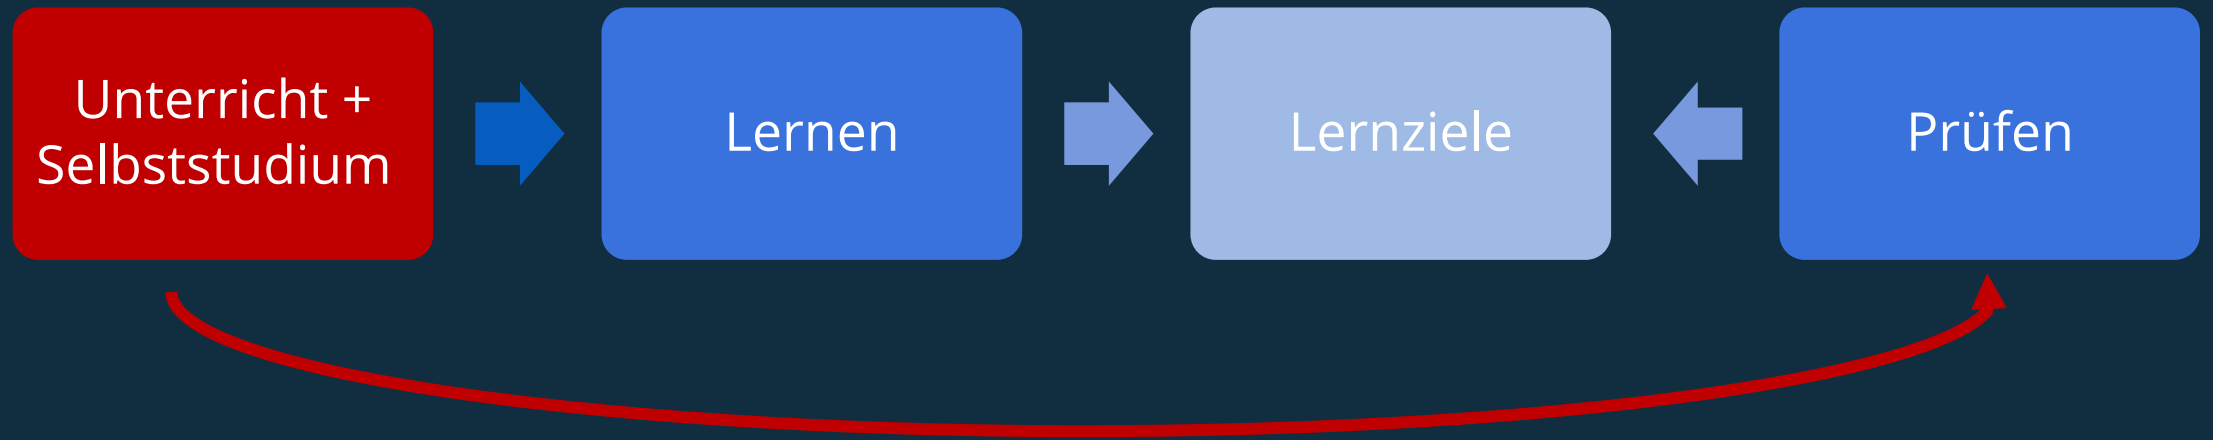 Unterricht +
Selbststudium
Lernen
Lernziele
Prüfen